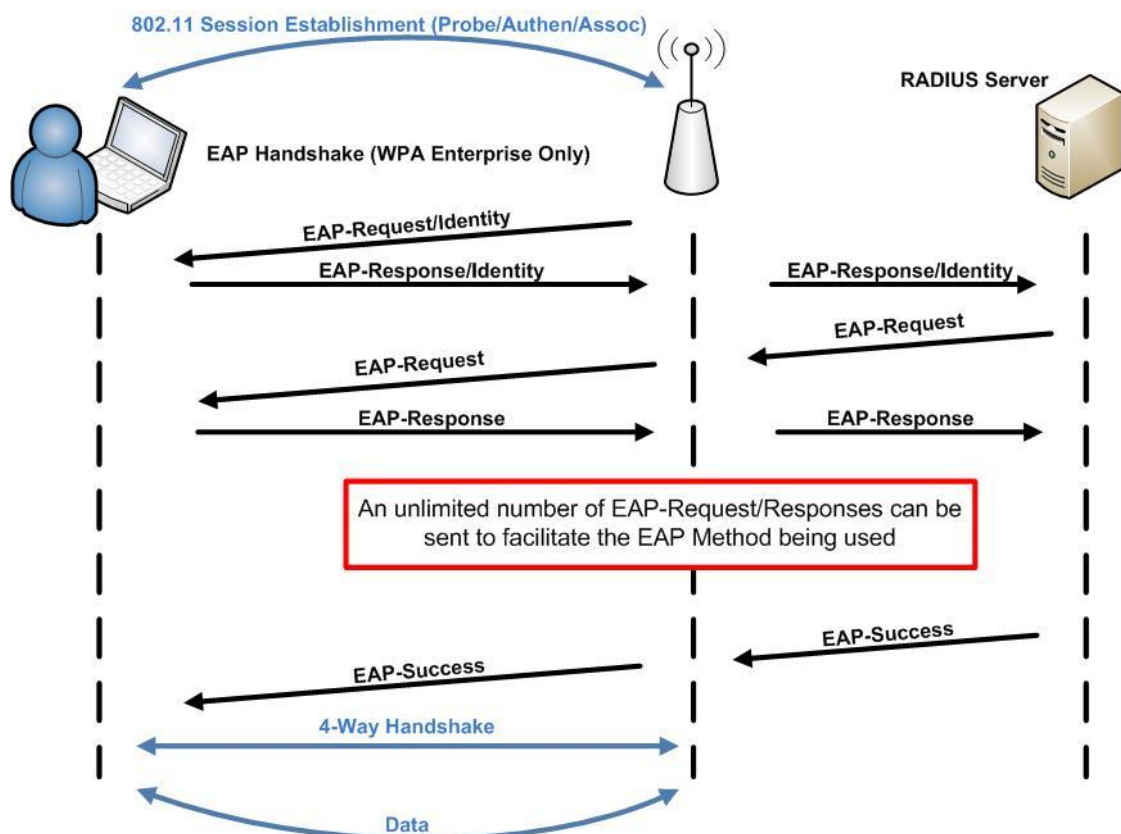 802.11 Session Establishment (Probe/Authen/Assoc)
RADIUS Server
EAP Handshake (WPA Enterprise Only)
EAP-Request/Identity
EAP-Response/Identity
EAP-Response/Identity
EAP-Request
EAP-Request
EAP-Response
EAP-Response
An unlimited number of EAP-Request/Responses can be
sent to facilitate the EAP Method being used
EAP-Success
EAP-Success
4-Way Handshake
Data